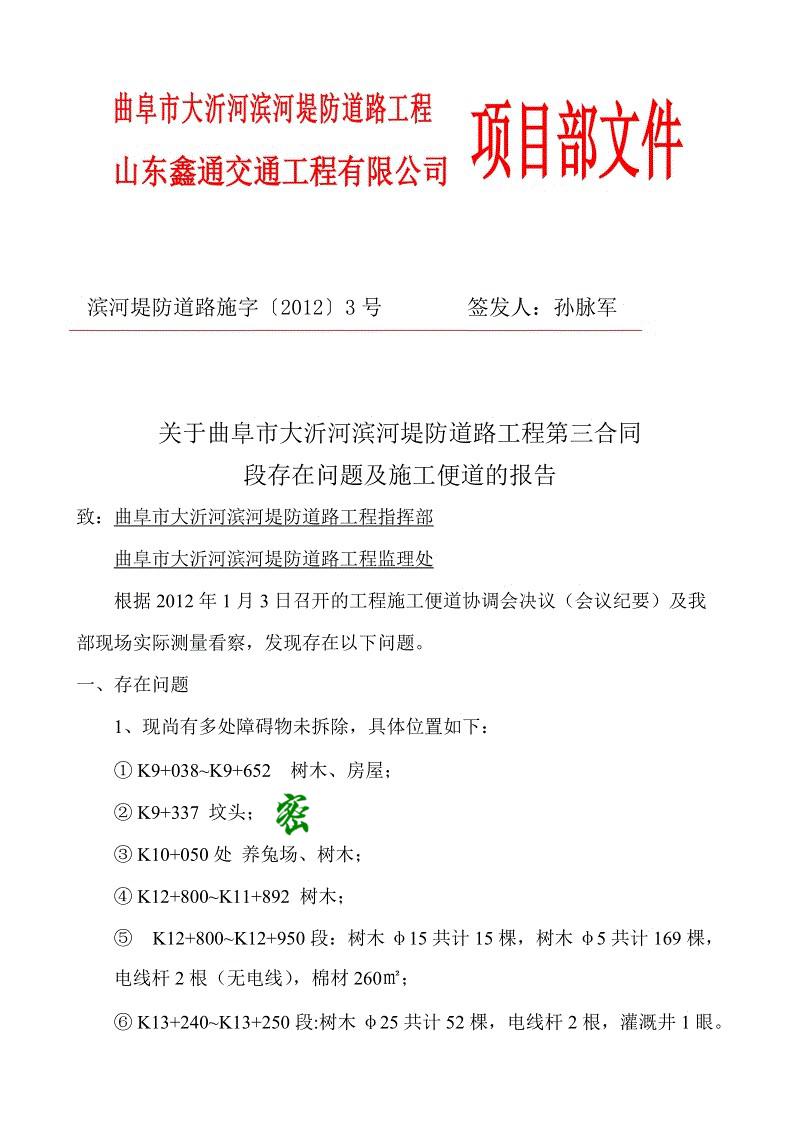 曲阜市大沂河滨河堤防道路工程
山东鑫通交通工程有限公司
项目部文件
滨河堤防道路施字〔2012〕3号 签发人：孙脉军
关于曲阜市大沂河滨河堤防道路工程第三合同
段存在问题及施工便道的报告
致：曲阜市大沂河滨河堤防道路工程指挥部
曲阜市大沂河滨河堤防道路工程监理处
根据 2012 年 1 月 3 日召开的工程施工便道协调会决议（会议纪要）及我
部现场实际测量看察，发现存在以下问题。
一、存在问题
1、现尚有多处障碍物未拆除，具体位置如下：
① K9+038~K9+652 树木、房屋；
② K9+337 坟头； 密
③ K10+050 处 养兔场、树木；
④ K12+800~K11+892 树木；
⑤ K12+800~K12+950 段：树木 φ15 共计 15 棵，树木 φ5 共计 169 棵，
电线杆 2 根（无电线），棉材 260㎡；
⑥ K13+240~K13+250 段:树木 φ25 共计 52 棵，电线杆 2 根，灌溉井 1 眼。